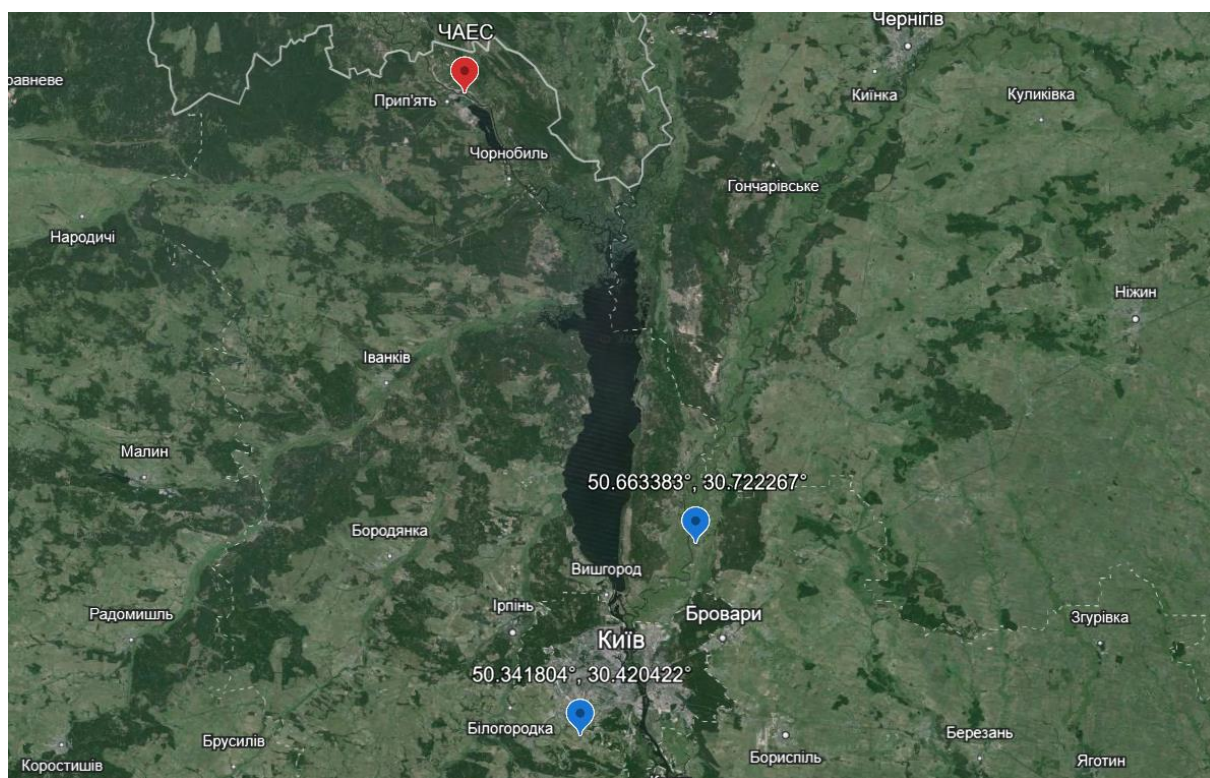 Чернігів
ЧАЕС
равневе
Прип'ять
Киїнка
Куликівка
Чорнобиль
Гончарівське
Народичі
Ніжин
Іванків
Малин
50.663383°, 30.722267°
Бородянка
Вишгород
Радомишль
Ірпінь
Бровари
Згурівка
Київ
50.341804°, 30.420422°
Білогородка
Брусилів
Березань
Бориспіль
Яготин
Коростишів